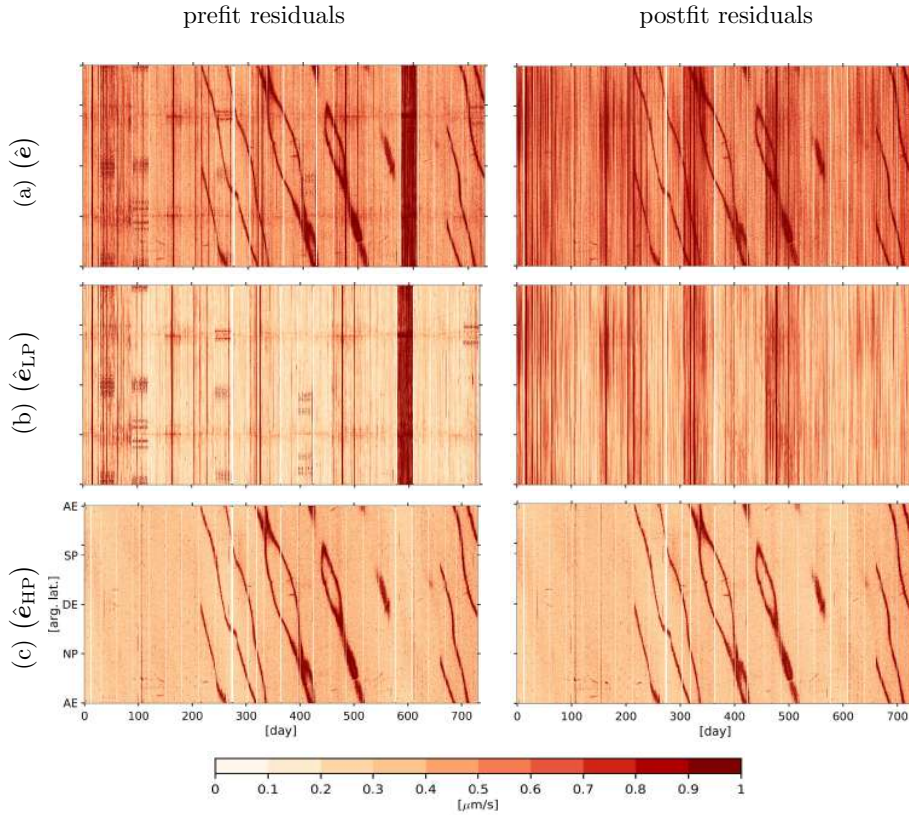 prefit residuals
postfit residuals
(a) (ê)
(b) (ê_LP)
(c) (ê_HP)
AE
SP
DE
NP
AE
[arg. lat.]
0 100 200 300 400 500 600 700
[day]
0 100 200 300 400 500 600 700
[day]
0 0.1 0.2 0.3 0.4 0.5 0.6 0.7 0.8 0.9 1
[μm/s]